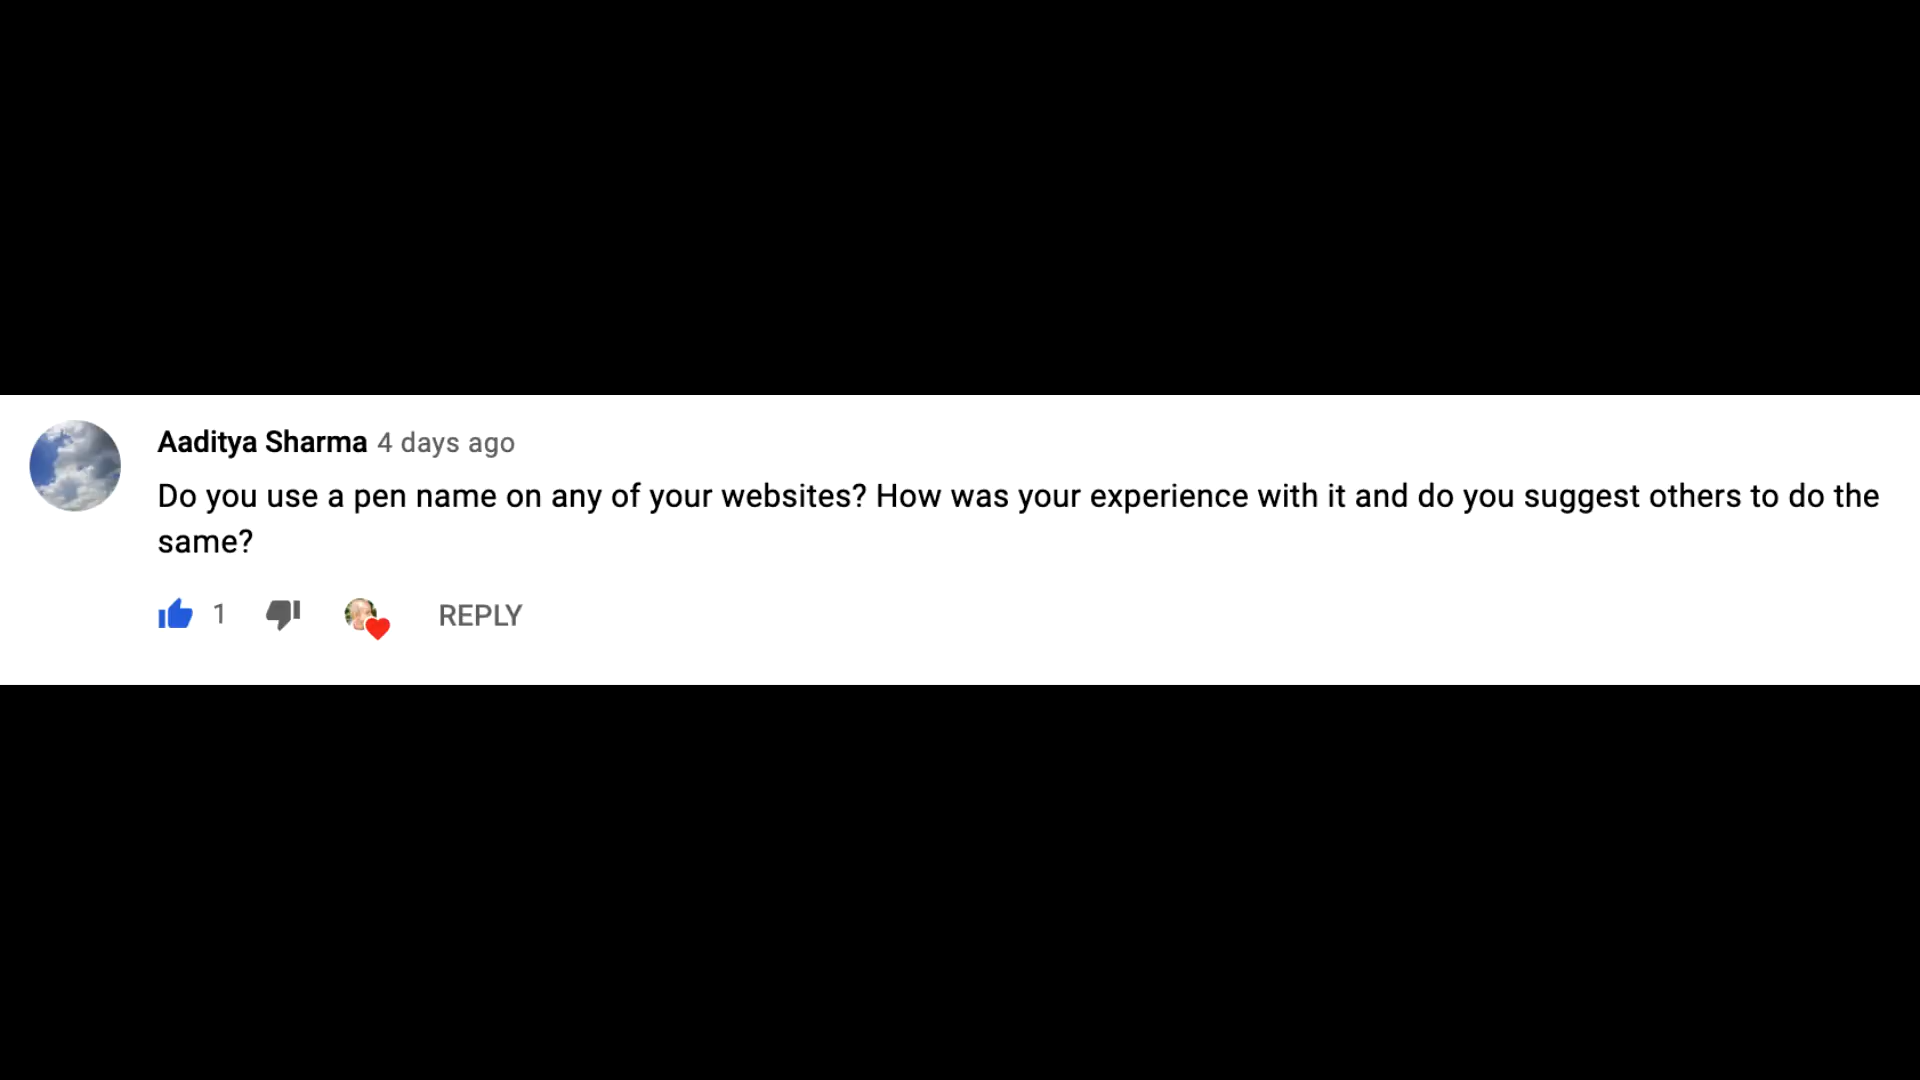 Aaditya Sharma 4 days ago
Do you use a pen name on any of your websites? How was your experience with it and do you suggest others to do the
same?
1 REPLY